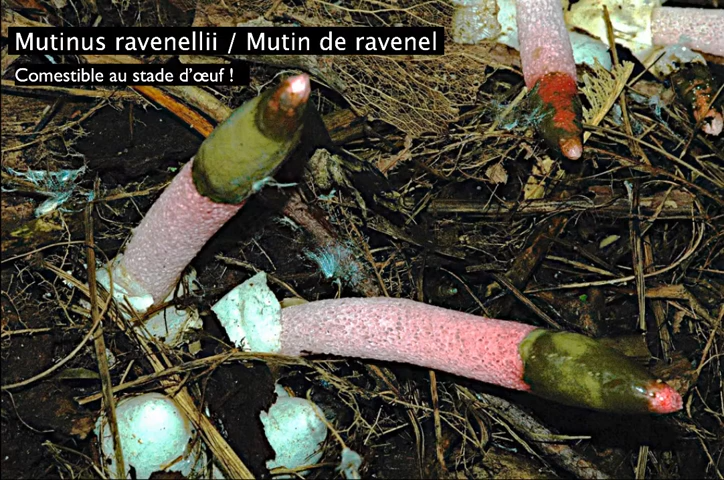 Mutinus ravenellii / Mutin de ravenel
Comestible au stade d'œuf !